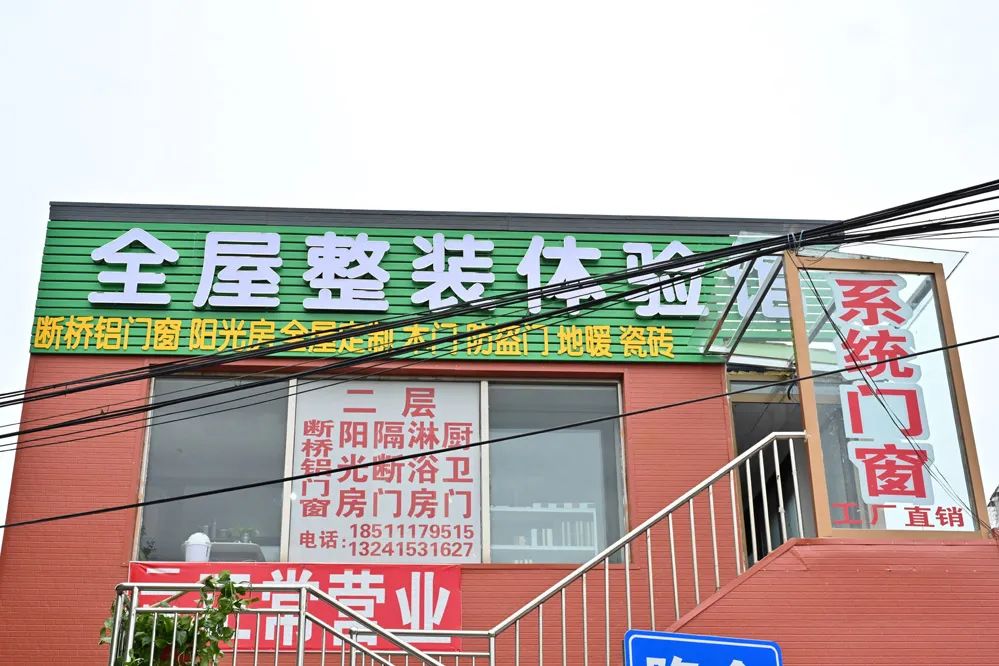 全屋整装体验馆
断桥铝门窗 阳光房 全屋定制 木门 防盗门 地暖 瓷砖
系统门窗
工厂直销
二层
断桥铝门窗
阳光房
隔断门
淋浴房
厨卫门
电话:18511179515
13241531627
正常营业